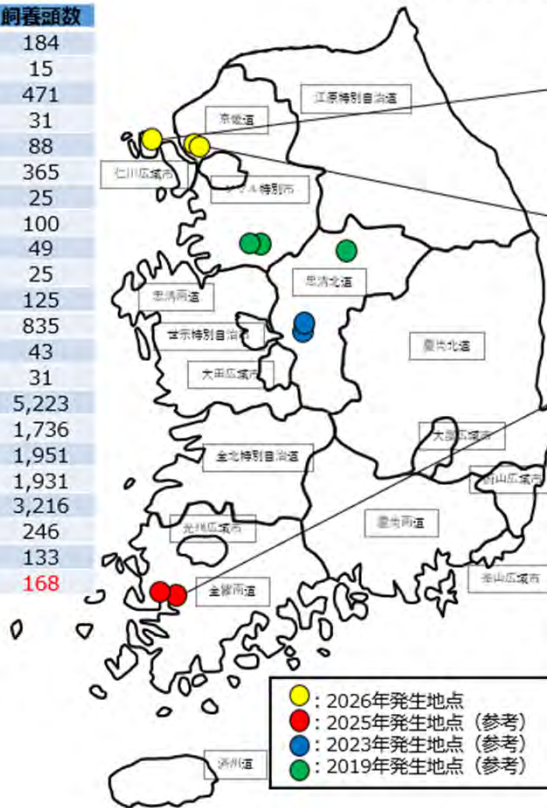 飼養頭数
184
15
471
31
88
365
25
100
49
25
125
835
43
31
5,223
1,736
1,951
1,931
3,216
246
133
168
江原特別自治道
京畿道
仁川広域市
ソウル特別市
忠清北道
忠清南道
世宗特別自治市
大田広域市
慶尚北道
大邱広域市
全北特別自治道
蔚山広域市
慶尚南道
光州広域市
釜山広域市
全羅南道
済州道
:2026年発生地点
:2025年発生地点（参考）
:2023年発生地点（参考）
:2019年発生地点（参考）